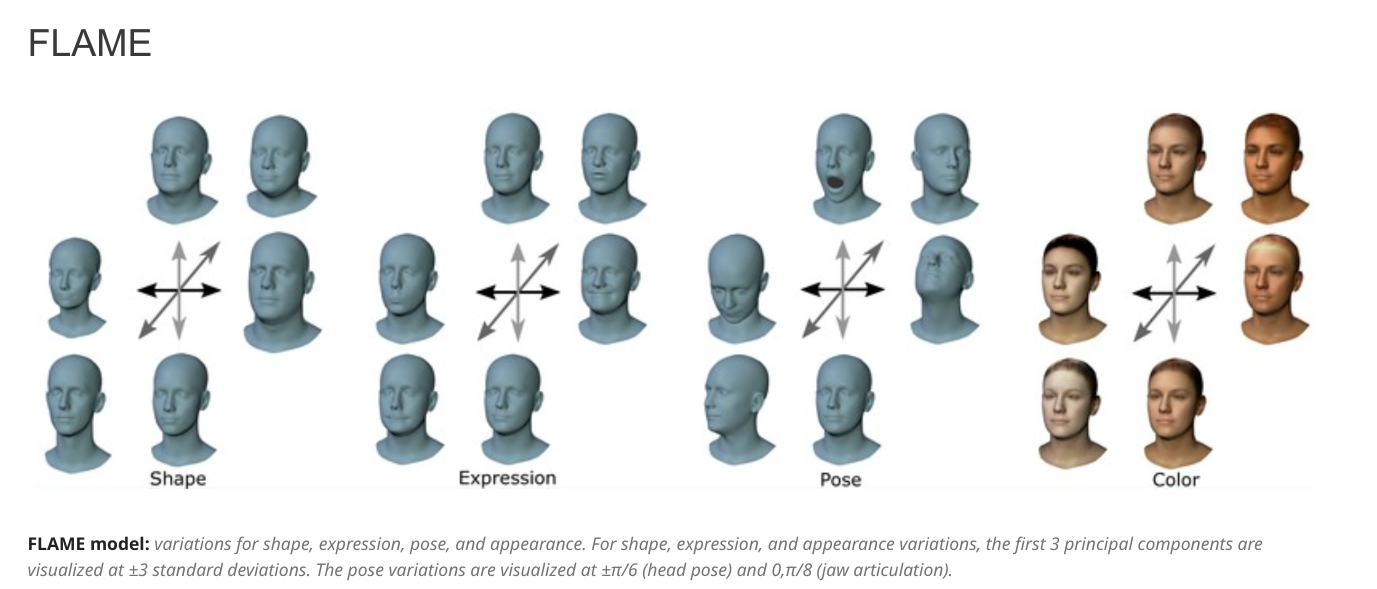 FLAME
Shape
Expression
Pose
Color
FLAME model: variations for shape, expression, pose, and appearance. For shape, expression, and appearance variations, the first 3 principal components are
visualized at ±3 standard deviations. The pose variations are visualized at ±π/6 (head pose) and 0,π/8 (jaw articulation).